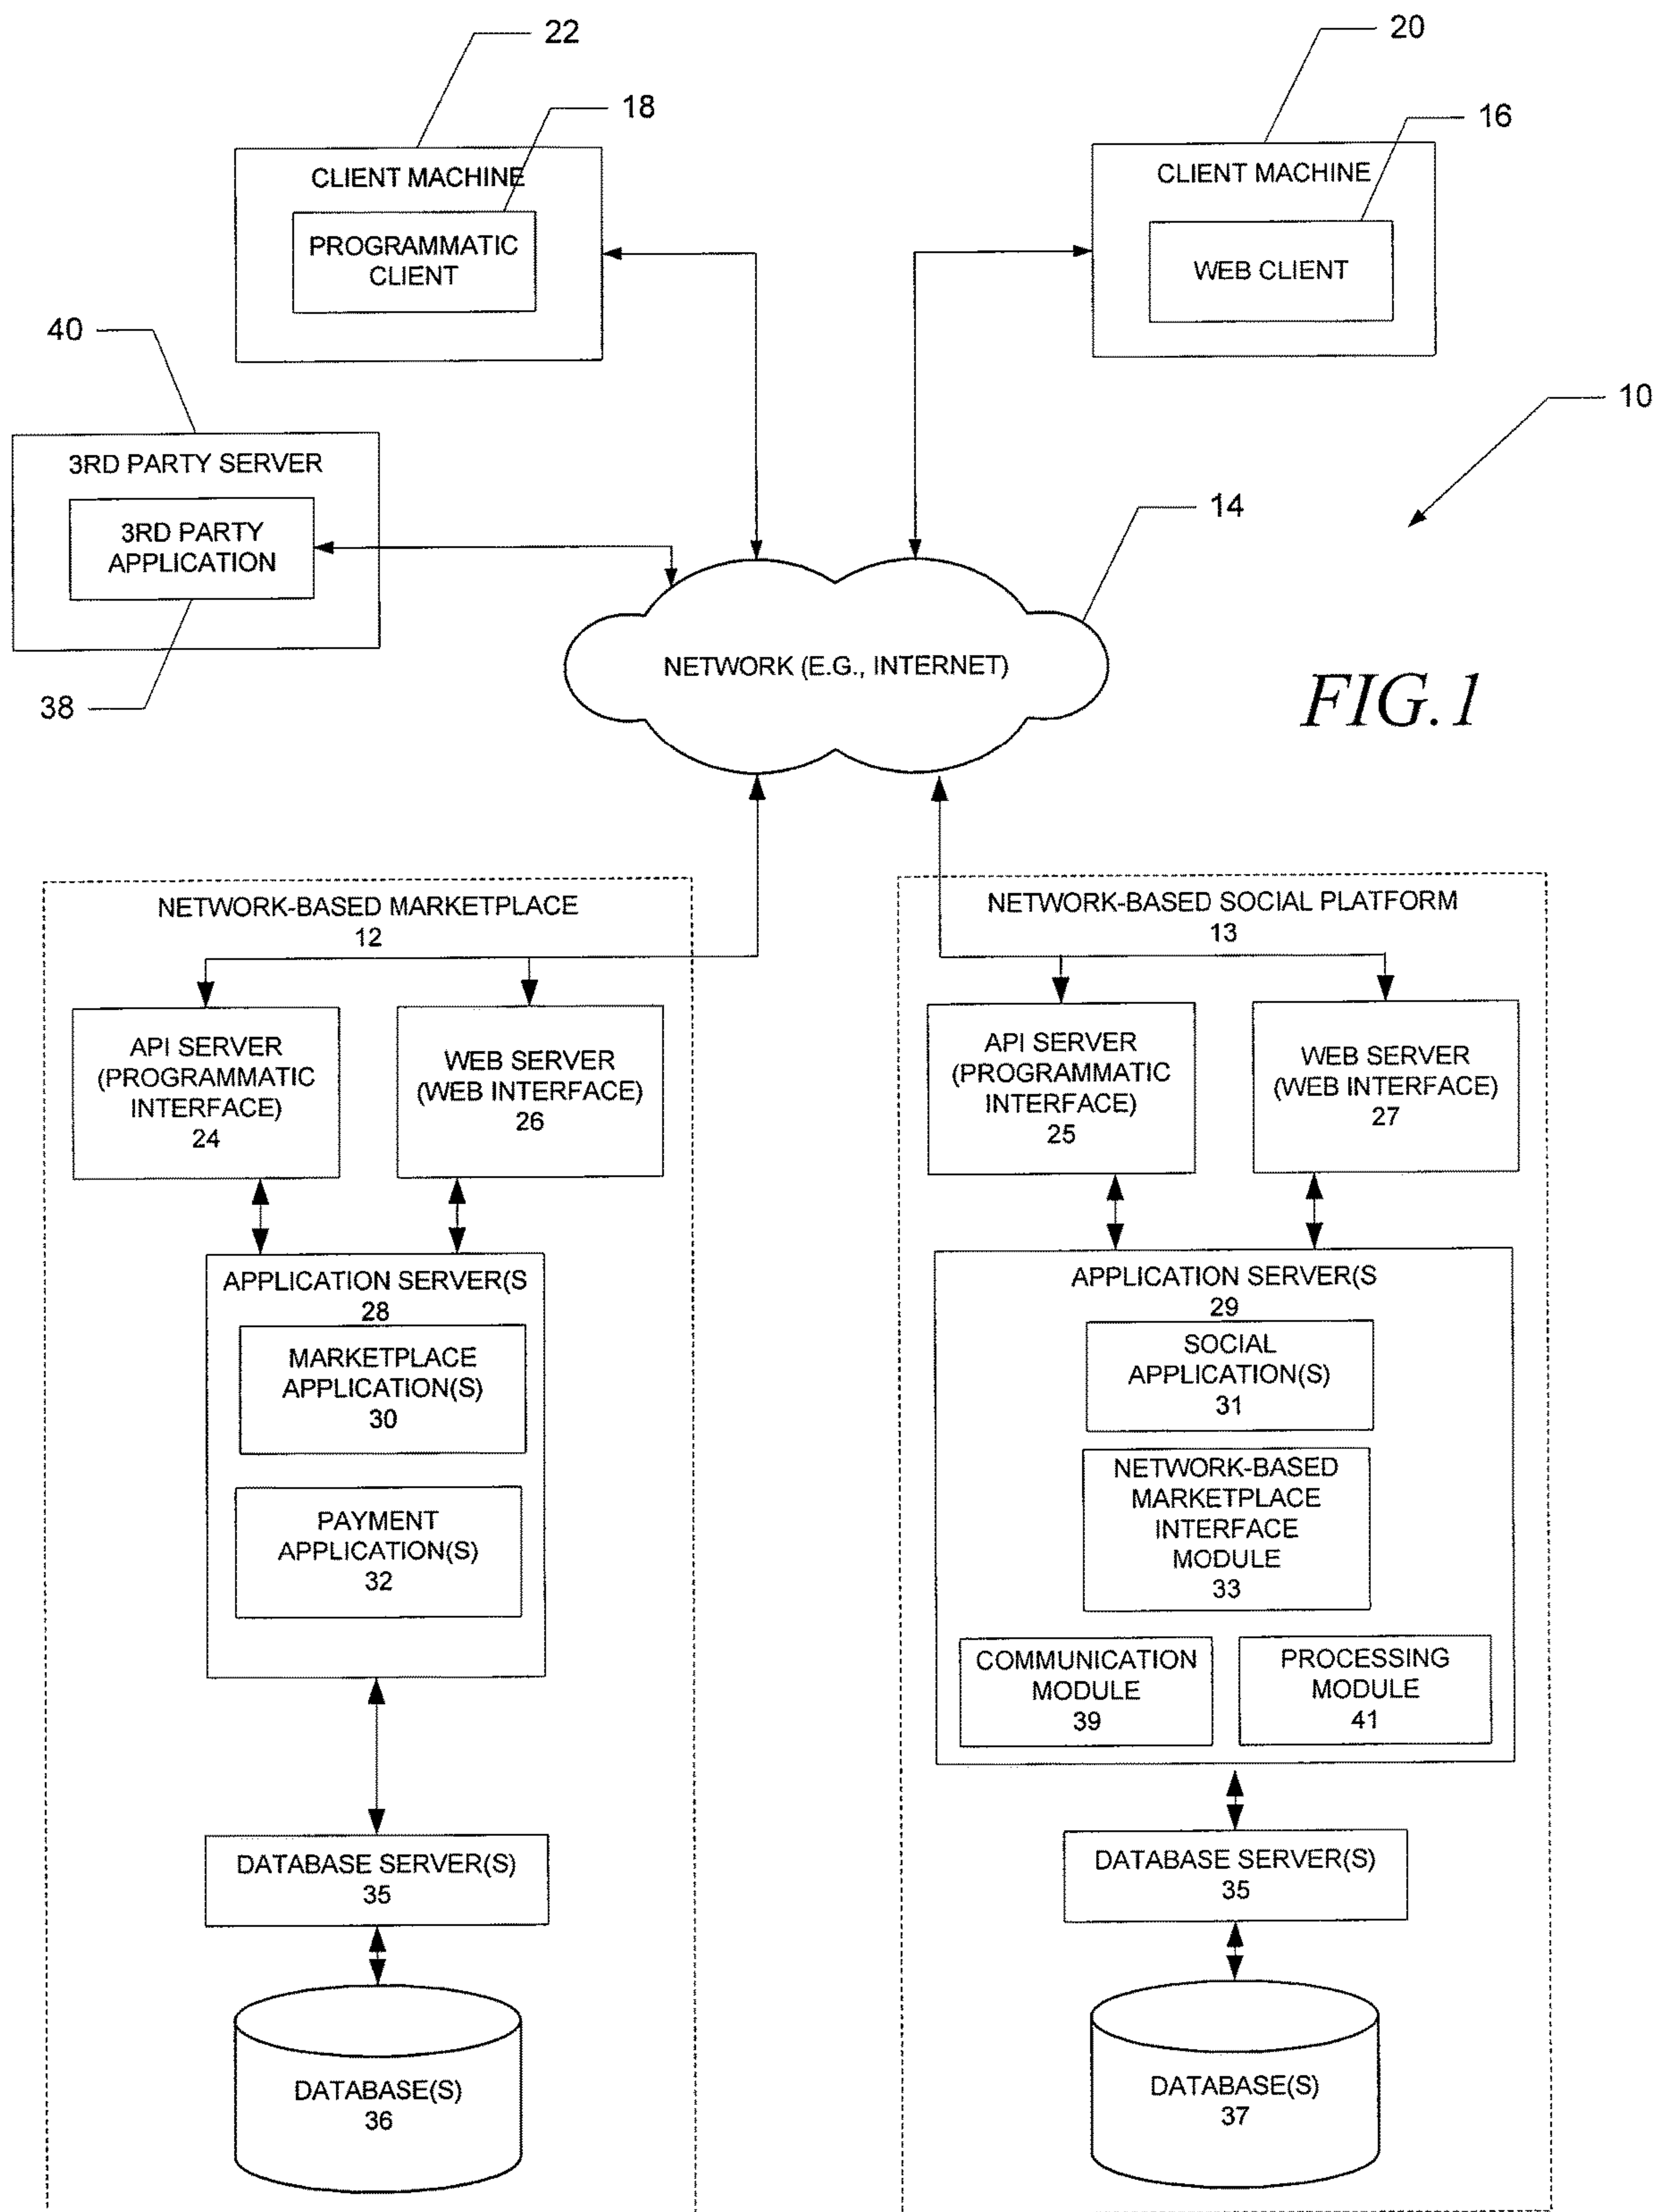 22
20
18
16
CLIENT MACHINE
PROGRAMMATIC
CLIENT
CLIENT MACHINE
WEB CLIENT
40
10
3RD PARTY SERVER
3RD PARTY
APPLICATION
38
14
NETWORK (E.G., INTERNET)
FIG. 1
NETWORK-BASED MARKETPLACE
12
API SERVER
(PROGRAMMATIC
INTERFACE)
24
WEB SERVER
(WEB INTERFACE)
26
APPLICATION SERVER(S
28
MARKETPLACE
APPLICATION(S)
30
PAYMENT
APPLICATION(S)
32
DATABASE SERVER(S)
35
DATABASE(S)
36
NETWORK-BASED SOCIAL PLATFORM
13
API SERVER
(PROGRAMMATIC
INTERFACE)
25
WEB SERVER
(WEB INTERFACE)
27
APPLICATION SERVER(S
29
SOCIAL
APPLICATION(S)
31
NETWORK-BASED
MARKETPLACE
INTERFACE
MODULE
33
COMMUNICATION
MODULE
39
PROCESSING
MODULE
41
DATABASE SERVER(S)
35
DATABASE(S)
37